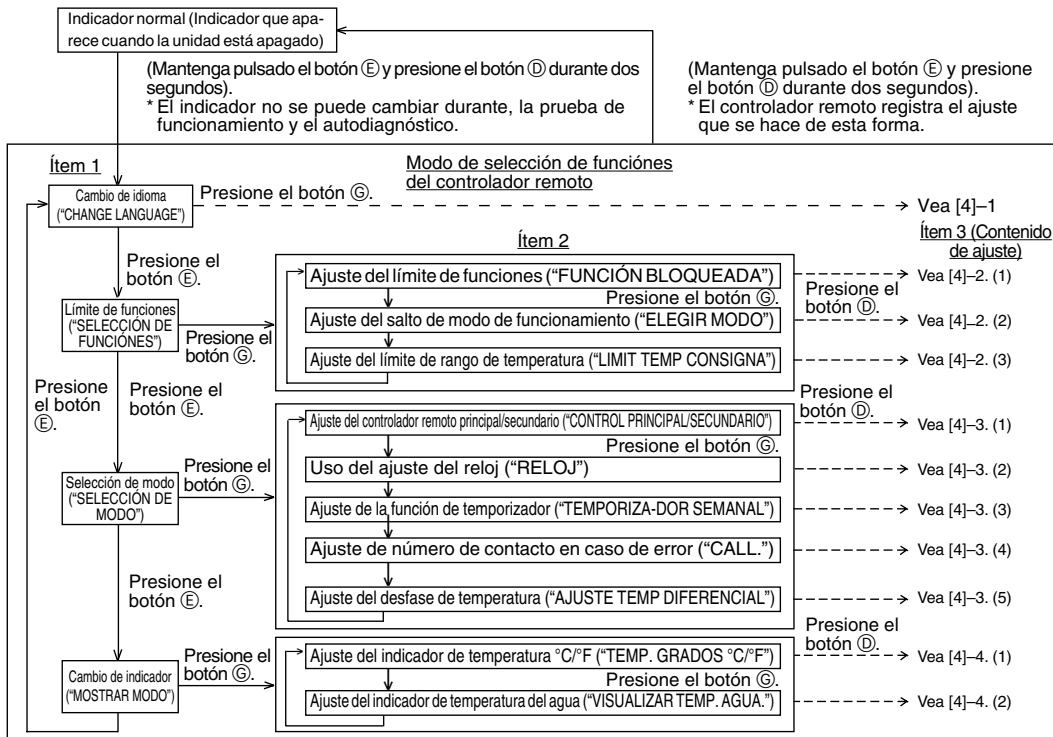 Indicador normal (Indicador que apa-
rece cuando la unidad está apagado)
(Mantenga pulsado el botón Ⓔ y presione el botón Ⓓ durante dos
segundos).
* El indicador no se puede cambiar durante, la prueba de
funcionamiento y el autodiagnóstico.
(Mantenga pulsado el botón Ⓔ y presione
el botón Ⓓ durante dos segundos).
* El controlador remoto registra el ajuste
que se hace de esta forma.
Ítem 1
Modo de selección de funciónes
del controlador remoto
Cambio de idioma
(“CHANGE LANGUAGE”)
Presione el botón Ⓖ.
Vea [4]–1
Ítem 2
Ítem 3 (Contenido
de ajuste)
Presione el
botón Ⓔ.
Ajuste del límite de funciones (“FUNCIÓN BLOQUEADA”)
Vea [4]–2. (1)
Presione el botón Ⓖ.
Presione el
botón Ⓓ.
Límite de funciones
(“SELECCIÓN DE
FUNCIÓNES”)
Presione el
botón Ⓖ.
Ajuste del salto de modo de funcionamiento (“ELEGIR MODO”)
Vea [4]–2. (2)
Ajuste del límite de rango de temperatura (“LIMIT TEMP CONSIGNA”)
Vea [4]–2. (3)
Presione
el botón
Ⓔ.
Presione el
botón Ⓔ.
Presione el
botón Ⓓ.
Ajuste del controlador remoto principal/secundario (“CONTROL PRINCIPAL/SECUNDARIO”)
Vea [4]–3. (1)
Presione el botón Ⓖ.
Selección de modo
(“SELECCIÓN DE
MODO”)
Presione el
botón Ⓖ.
Uso del ajuste del reloj (“RELOJ”)
Vea [4]–3. (2)
Ajuste de la función de temporizador (“TEMPORIZA-DOR SEMANAL”)
Vea [4]–3. (3)
Ajuste de número de contacto en caso de error (“CALL.”)
Vea [4]–3. (4)
Presione el
botón Ⓔ.
Ajuste del desfase de temperatura (“AJUSTE TEMP DIFERENCIAL”)
Vea [4]–3. (5)
Presione el
botón Ⓓ.
Cambio de indicador
(“MOSTRAR MODO”)
Presione el
botón Ⓖ.
Ajuste del indicador de temperatura °C/°F (“TEMP. GRADOS °C/°F”)
Vea [4]–4. (1)
Presione el botón Ⓖ.
Ajuste del indicador de temperatura del agua (“VISUALIZAR TEMP. AGUA.”)
Vea [4]–4. (2)